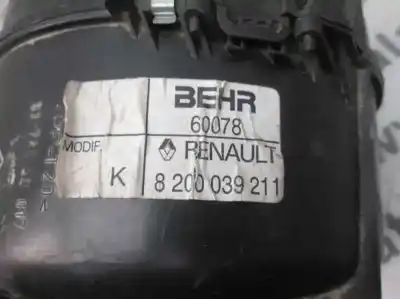 BEHR
60078
MODIF. RENAULT
K 8 200 039 211